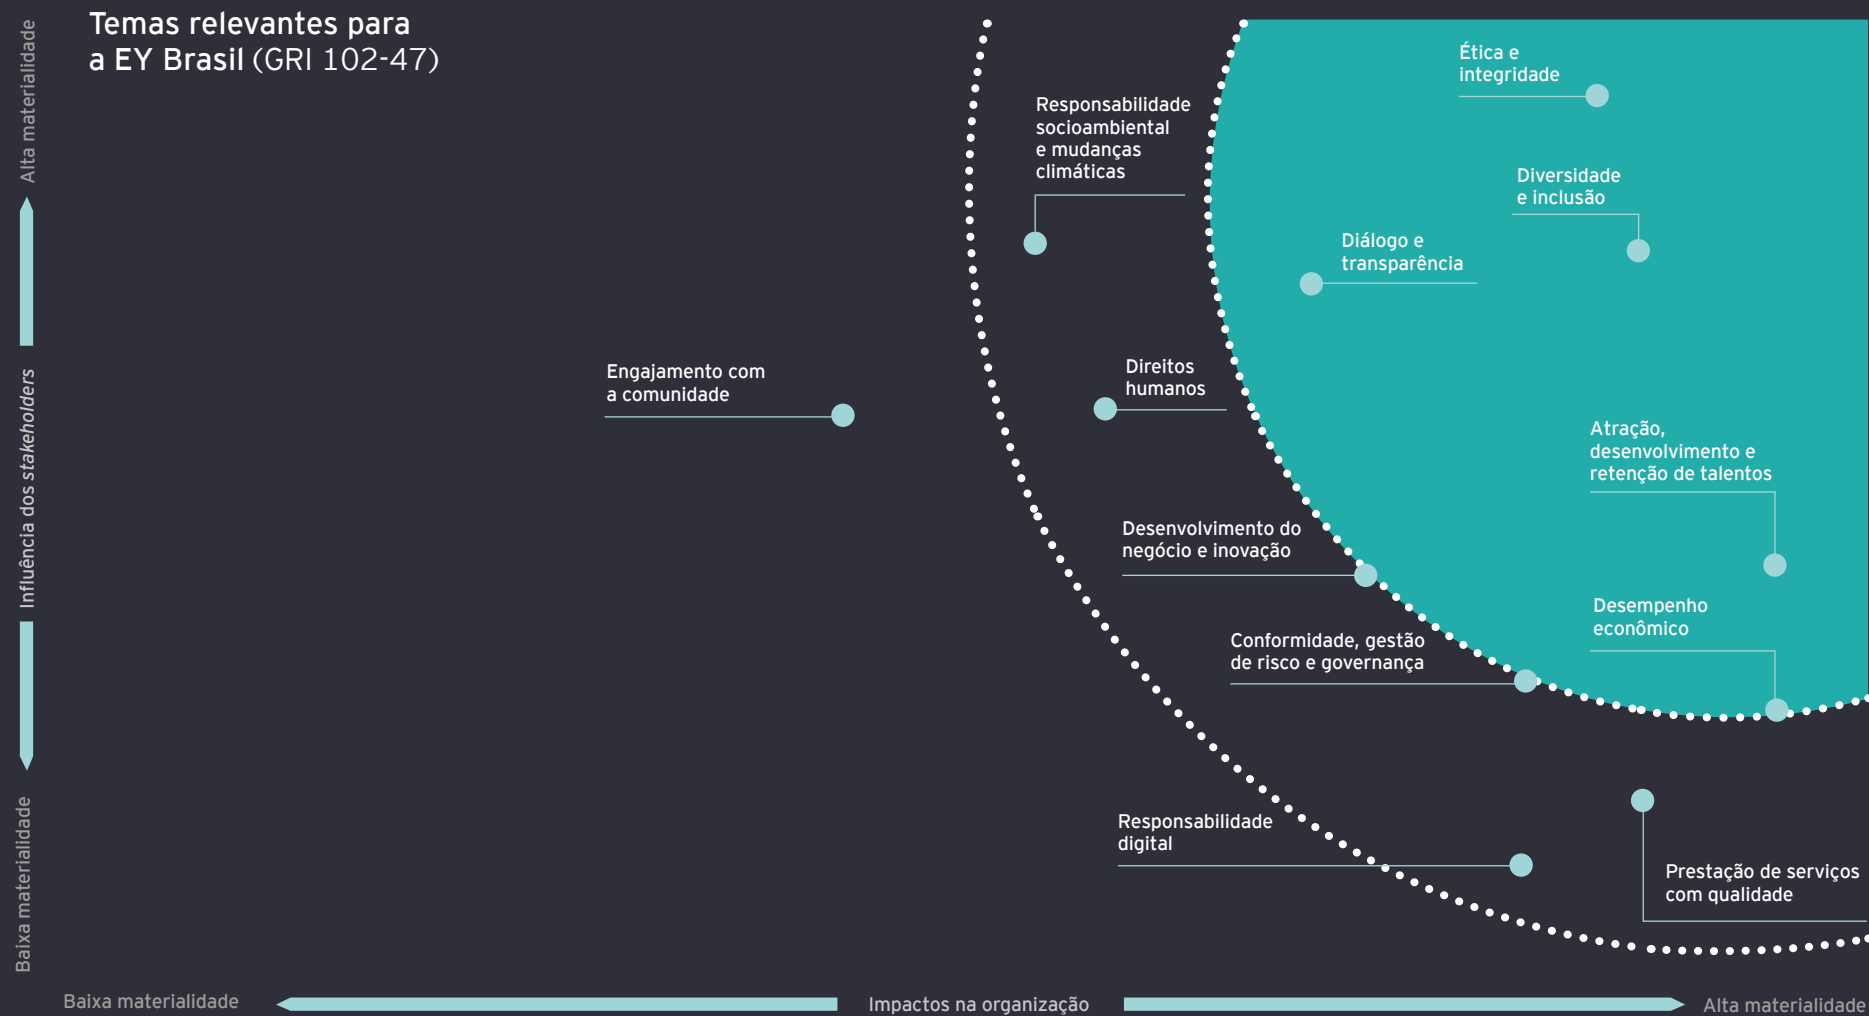 Temas relevantes para
a EY Brasil (GRI 102-47)
Alta materialidade
Influência dos stakeholders
Baixa materialidade
Ética e
integridade
Responsabilidade
socioambiental
e mudanças
climáticas
Diversidade
e inclusão
Diálogo e
transparência
Engajamento com
a comunidade
Direitos
humanos
Atração,
desenvolvimento e
retenção de talentos
Desenvolvimento do
negócio e inovação
Desempenho
econômico
Conformidade, gestão
de risco e governança
Responsabilidade
digital
Prestação de serviços
com qualidade
Baixa materialidade
Impactos na organização
Alta materialidade